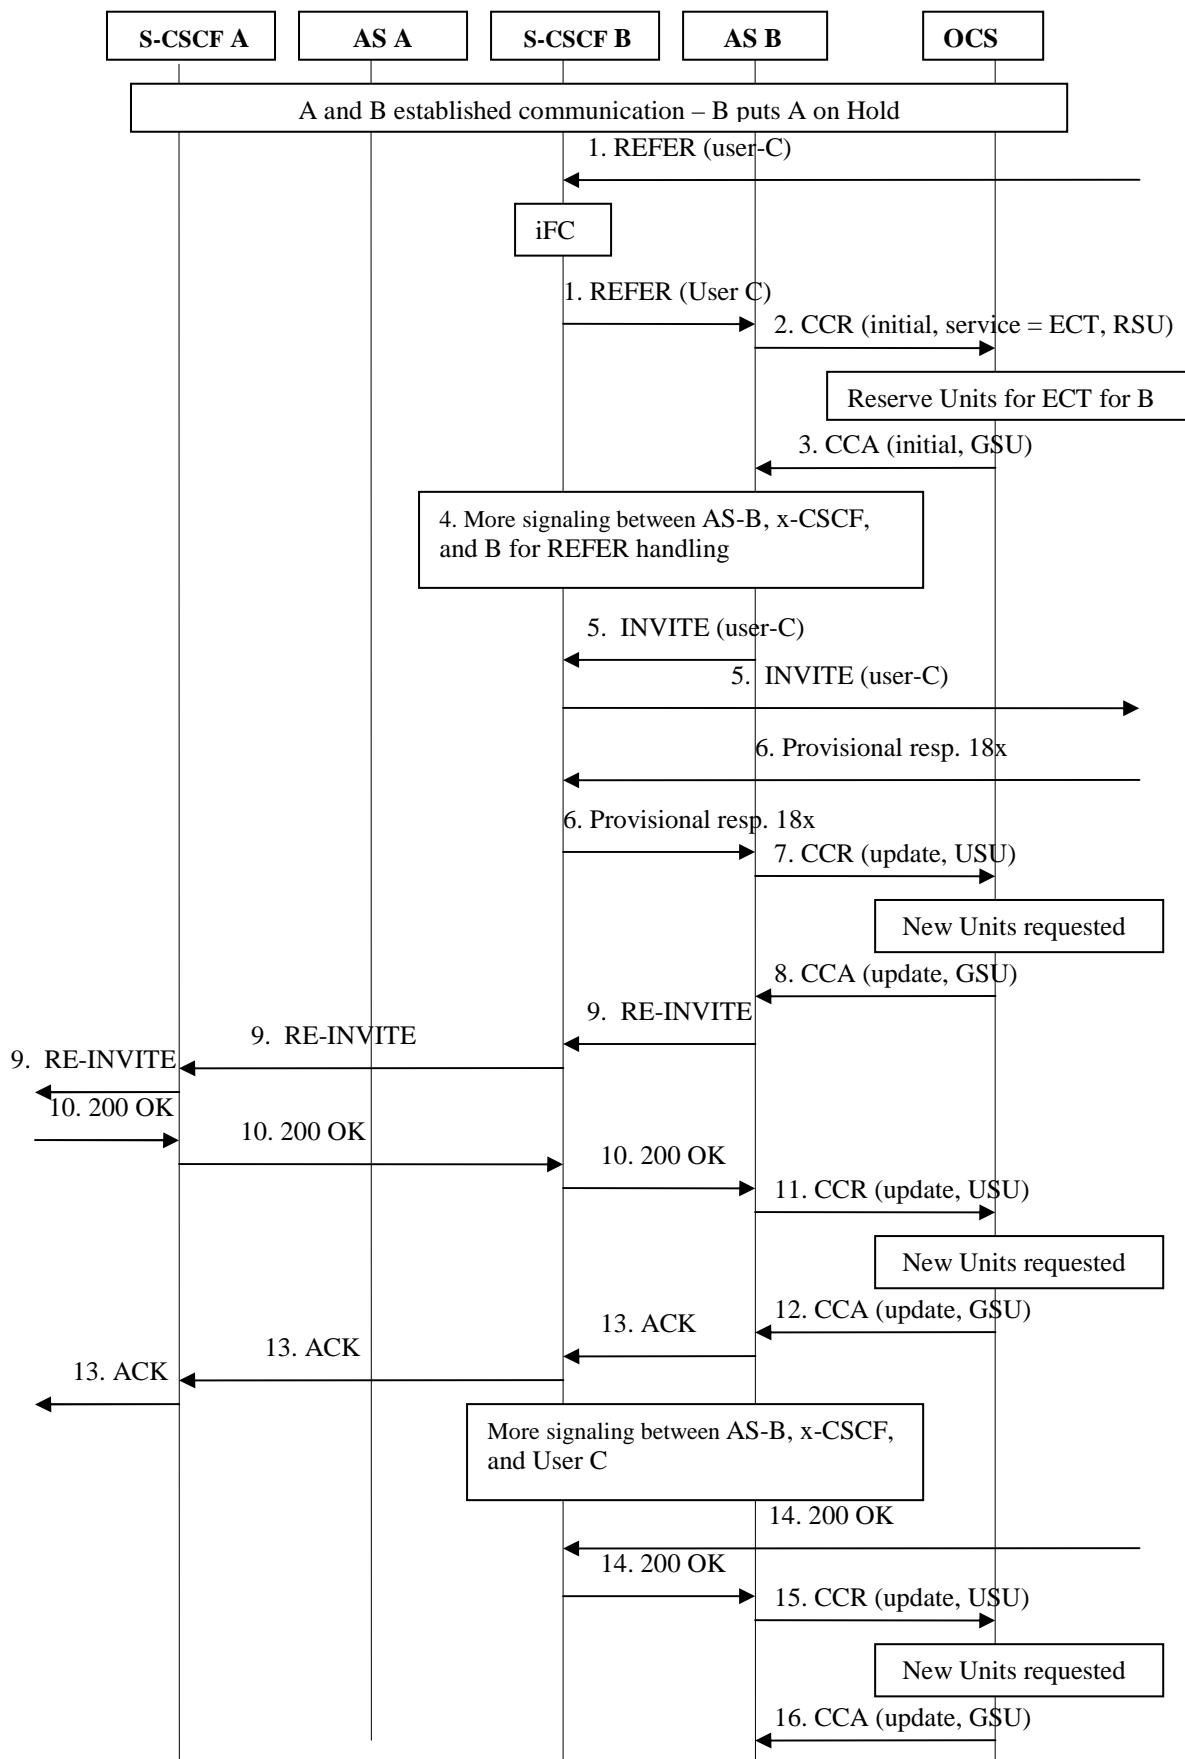 S-CSCF A
AS A
S-CSCF B
AS B
OCS
A and B established communication – B puts A on Hold
1. REFER (user-C)
iFC
1. REFER (User C)
2. CCR (initial, service = ECT, RSU)
Reserve Units for ECT for B
3. CCA (initial, GSU)
4. More signaling between AS-B, x-CSCF,
and B for REFER handling
5. INVITE (user-C)
5. INVITE (user-C)
6. Provisional resp. 18x
6. Provisional resp. 18x
7. CCR (update, USU)
New Units requested
8. CCA (update, GSU)
9. RE-INVITE
9. RE-INVITE
9. RE-INVITE
10. 200 OK
10. 200 OK
10. 200 OK
11. CCR (update, USU)
New Units requested
12. CCA (update, GSU)
13. ACK
13. ACK
13. ACK
More signaling between AS-B, x-CSCF,
and User C
14. 200 OK
14. 200 OK
15. CCR (update, USU)
New Units requested
16. CCA (update, GSU)